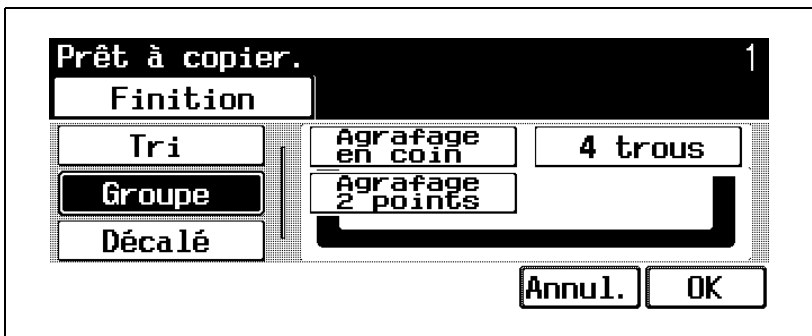 Prêt à copier. 1
Finition
Tri
Groupe
Décalé
Agrafage
en coin
4 trous
Agrafage
2 points
Annul. OK